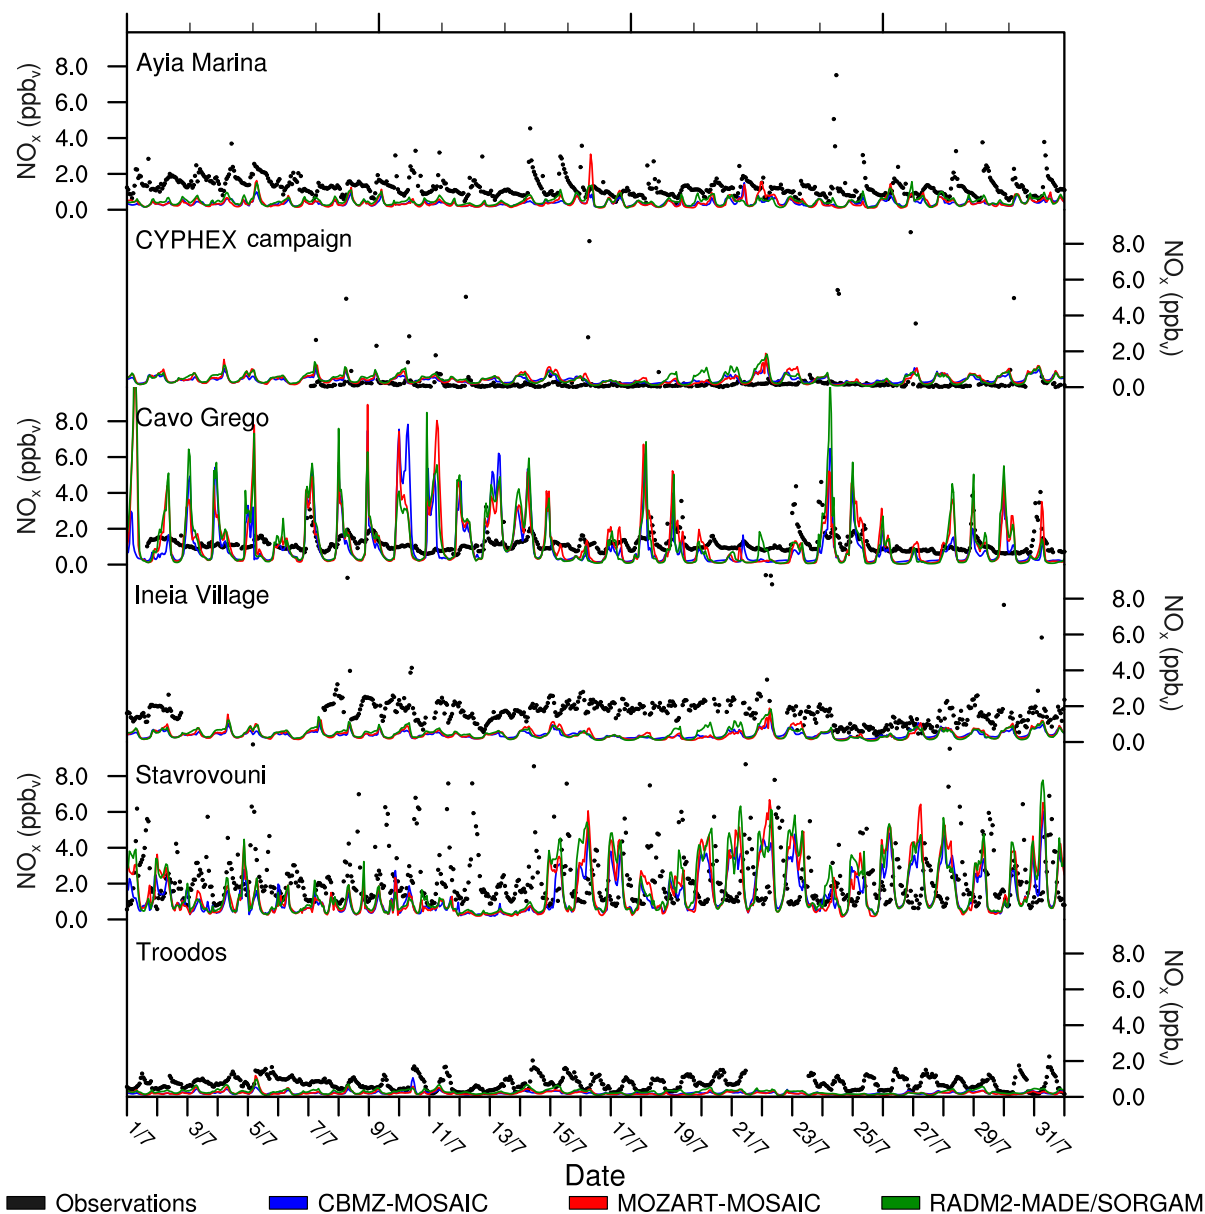 Ayia Marina
NOx (ppbv)
8.0
6.0
4.0
2.0
0.0
CYPHEX campaign
NOx (ppbv)
8.0
6.0
4.0
2.0
0.0
Cavo Grego
NOx (ppbv)
8.0
6.0
4.0
2.0
0.0
Ineia Village
NOx (ppbv)
8.0
6.0
4.0
2.0
0.0
Stavrovouni
NOx (ppbv)
8.0
6.0
4.0
2.0
0.0
Troodos
NOx (ppbv)
8.0
6.0
4.0
2.0
0.0
1/7 3/7 5/7 7/7 9/7 11/7 13/7 15/7 17/7 19/7 21/7 23/7 25/7 27/7 29/7 31/7
Date
Observations CBMZ-MOSAIC MOZART-MOSAIC RADM2-MADE/SORGAM